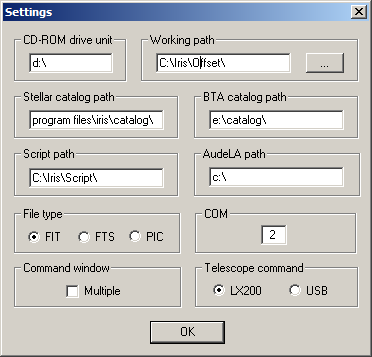 Settings
CD-ROM drive unit
Working path
d:\
C:\Iris\Offset\
...
Stellar catalog path
BTA catalog path
program files\iris\catalog\
e:\catalog\
Script path
AudeLA path
C:\Iris\Script\
c:\
File type
COM
FIT FTS PIC
2
Command window
Telescope command
Multiple
LX200 USB
OK